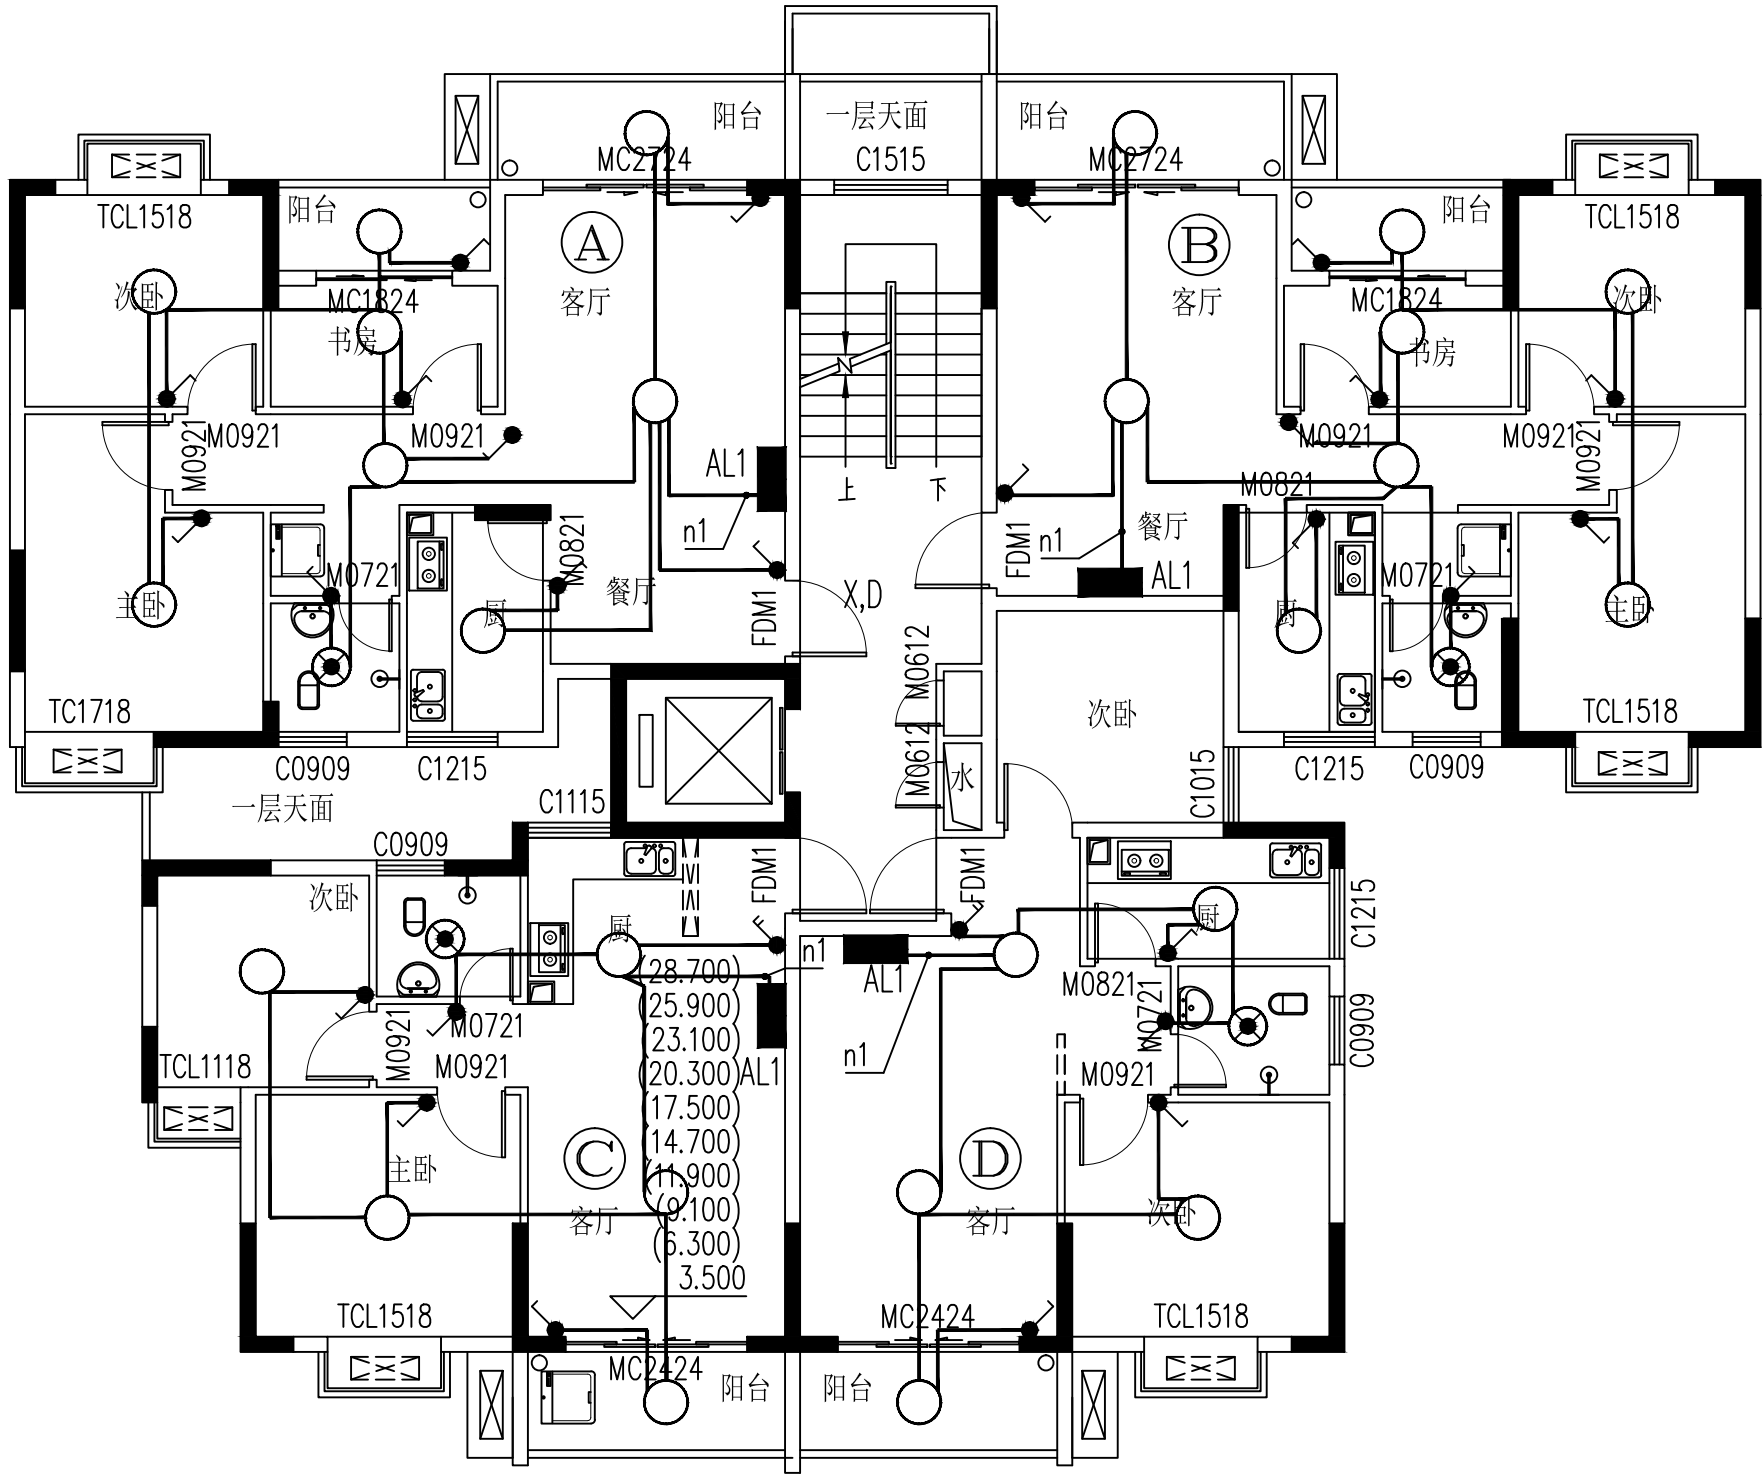 阳台
一层天面
阳台
MC2724
C1515
MC2724
TCL1518
阳台
阳台
TCL1518
A
B
次卧
MC1824
客厅
客厅
MC1824
次卧
书房
书房
M0921
M0921
M0921
M0921
M0921
M0921
AL1
上
下
M0821
n1
M0821
FDM1
n1
餐厅
M0721
餐厅
AL1
M0721
主卧
厨
FDM1
X,D
厨
主卧
M0612
TC1718
次卧
TCL1518
C0909
C1215
M0612
水
C1015
C1215
C0909
一层天面
C1115
C0909
FDM1
FDM1
次卧
C1215
厨
厨
n1
(28.700)
AL1
M0821
(25.900)
M0721
M0721
C0909
M0921
(23.100)
n1
TCL1118
M0921
(20.300)
AL1
M0921
(17.500)
(14.700)
C
D
主卧
(11.900)
(9.100)
客厅
客厅
次卧
(6.300)
3.500
TCL1518
MC2424
TCL1518
MC2424
阳台
阳台